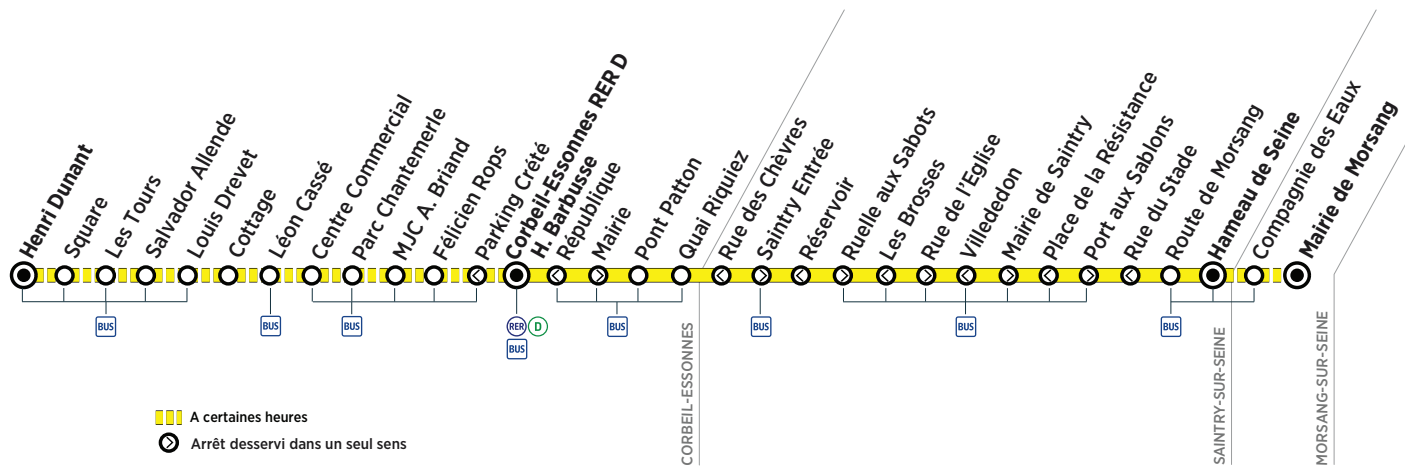 Henri Dunant
Square
Les Tours
Salvador Allende
Louis Drevet
Cottage
Léon Cassé
Centre Commercial
Parc Chantemerle
MJC A. Briand
Félicien Rops
Parking Crété
Corbeil-Essonnes RER D
H. Barbusse
République
Mairie
Pont Patton
Quai Riquiez
Rue des Chèvres
Saintry Entrée
Réservoir
Ruelle aux Sabots
Les Brosses
Rue de l'Eglise
Villededon
Mairie de Saintry
Place de la Résistance
Port aux Sablons
Rue du Stade
Route de Morsang
Hameau de Seine
Compagnie des Eaux
Mairie de Morsang
BUS
BUS
BUS
RER D
BUS
BUS
BUS
BUS
BUS
CORBEIL-ESSONNES
SAINTRY-SUR-SEINE
MORSANG-SUR-SEINE
A certaines heures
Arrêt desservi dans un seul sens